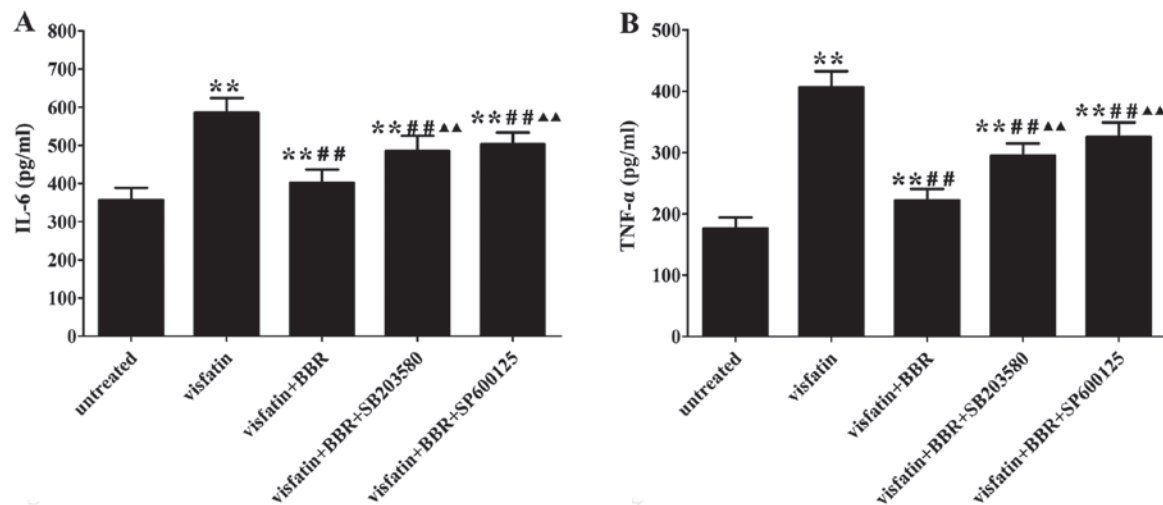 A
IL-6 (pg/ml)
800
700
600
500
400
300
200
100
0
**
**##
**##▲▲
**##▲▲
untreated
visfatin
visfatin+BBR
visfatin+BBR+SB203580
visfatin+BBR+SP600125
B
TNF-α (pg/ml)
500
400
300
200
100
0
**
**##
**##▲▲
**##▲▲
untreated
visfatin
visfatin+BBR
visfatin+BBR+SB203580
visfatin+BBR+SP600125